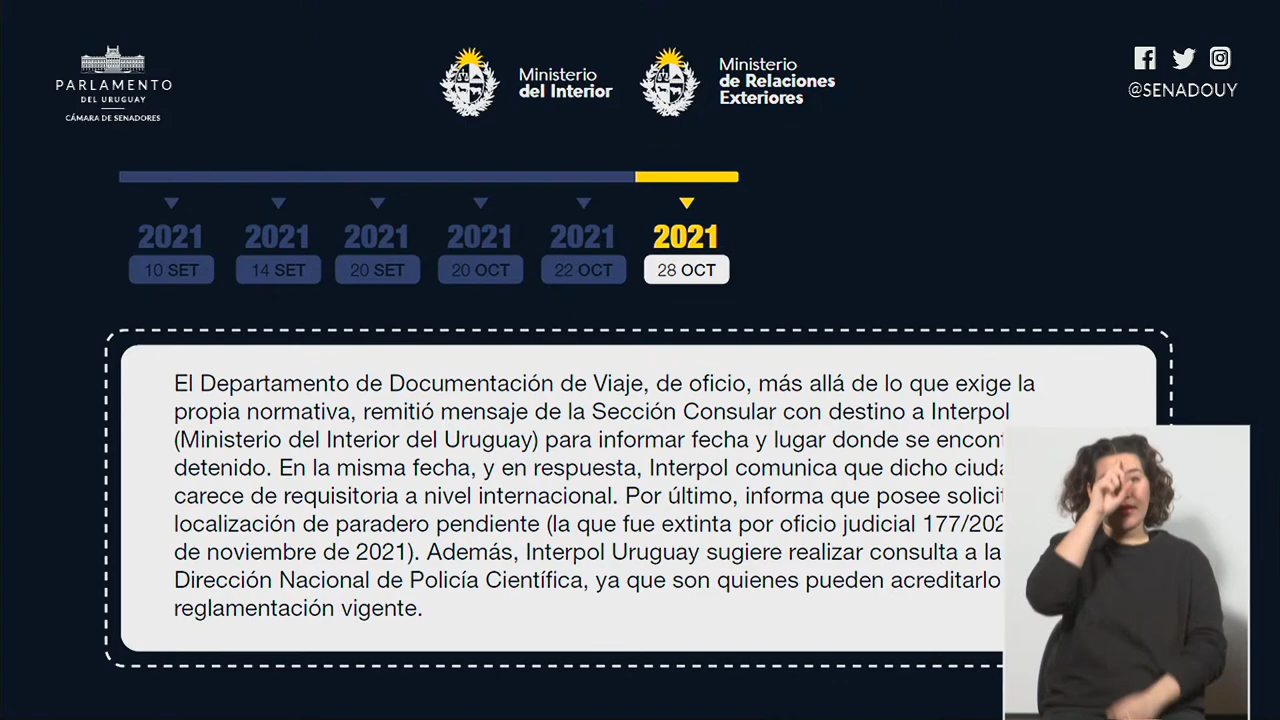 PARLAMENTO
DEL URUGUAY
CÁMARA DE SENADORES
Ministerio
del Interior
Ministerio
de Relaciones
Exteriores
@SENADOUY
2021 2021 2021 2021 2021 2021
10 SET 14 SET 20 SET 20 OCT 22 OCT 28 OCT
El Departamento de Documentación de Viaje, de oficio, más allá de lo que exige la
propia normativa, remitió mensaje de la Sección Consular con destino a Interpol
(Ministerio del Interior del Uruguay) para informar fecha y lugar donde se
detenido. En la misma fecha, y en respuesta, Interpol comunica que dicho
carece de requisitoria a nivel internacional. Por último, informa que posee
localización de paradero pendiente (la que fue extinta por oficio judicial
de noviembre de 2021). Además, Interpol Uruguay sugiere realizar consulta a la
Dirección Nacional de Policía Científica, ya que son quienes pueden acreditarlo
reglamentación vigente.